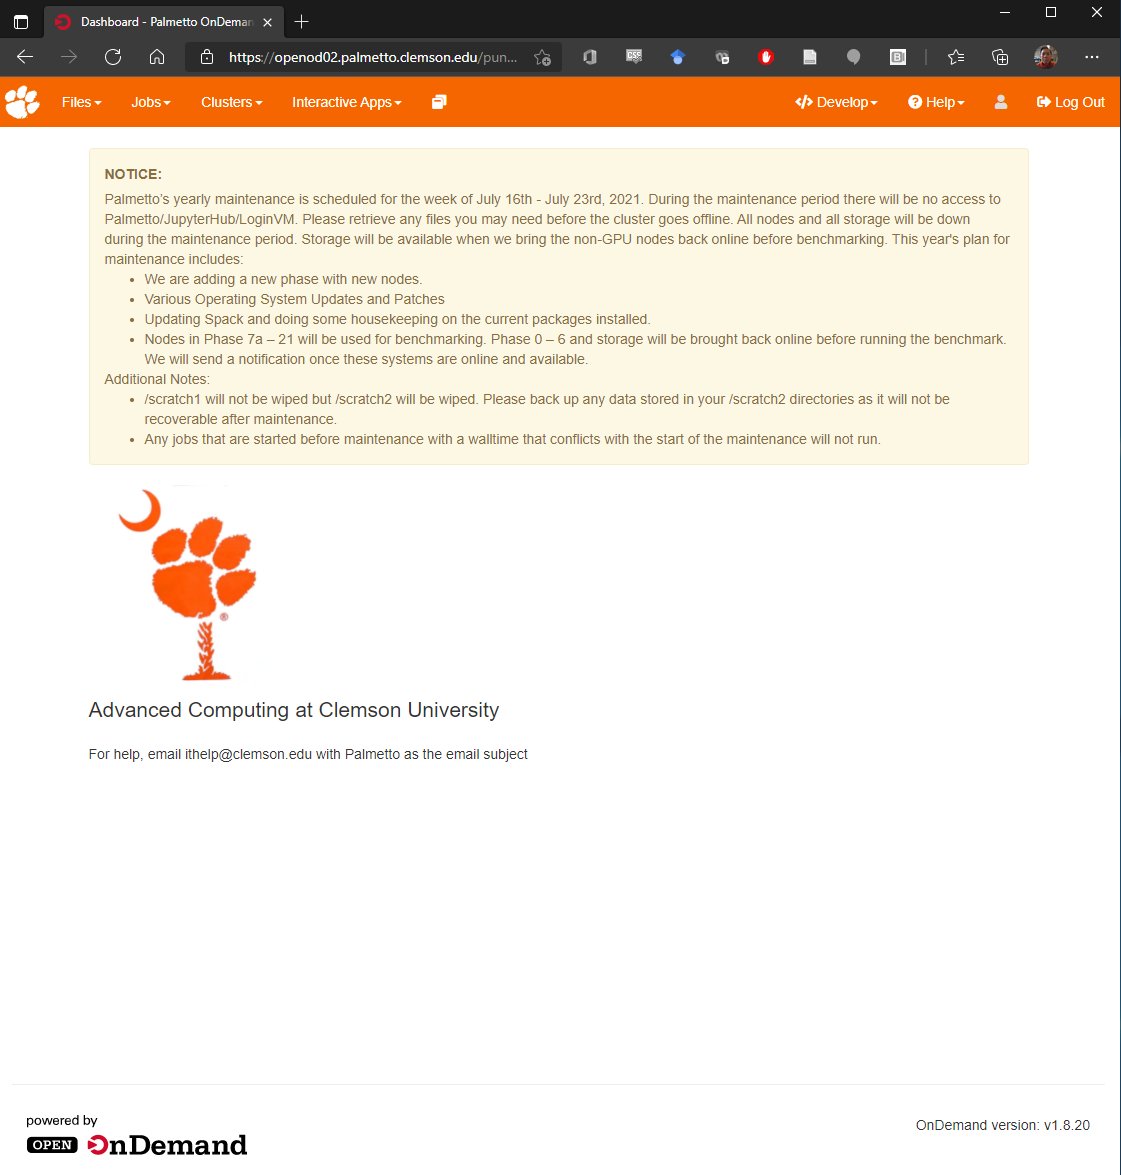 Dashboard - Palmetto OnDeman
https://openod02.palmetto.clemson.edu/pun...
Files Jobs Clusters Interactive Apps Develop Help Log Out
NOTICE:
Palmetto's yearly maintenance is scheduled for the week of July 16th - July 23rd, 2021. During the maintenance period there will be no access to
Palmetto/JupyterHub/LoginVM. Please retrieve any files you may need before the cluster goes offline. All nodes and all storage will be down
during the maintenance period. Storage will be available when we bring the non-GPU nodes back online before benchmarking. This year's plan for
maintenance includes:
• We are adding a new phase with new nodes.
• Various Operating System Updates and Patches
• Updating Spack and doing some housekeeping on the current packages installed.
• Nodes in Phase 7a – 21 will be used for benchmarking. Phase 0 – 6 and storage will be brought back online before running the benchmark.
We will send a notification once these systems are online and available.
Additional Notes:
• /scratch1 will not be wiped but /scratch2 will be wiped. Please back up any data stored in your /scratch2 directories as it will not be
recoverable after maintenance.
• Any jobs that are started before maintenance with a walltime that conflicts with the start of the maintenance will not run.
®
Advanced Computing at Clemson University
For help, email ithelp@clemson.edu with Palmetto as the email subject
powered by
OPEN OnDemand
OnDemand version: v1.8.20